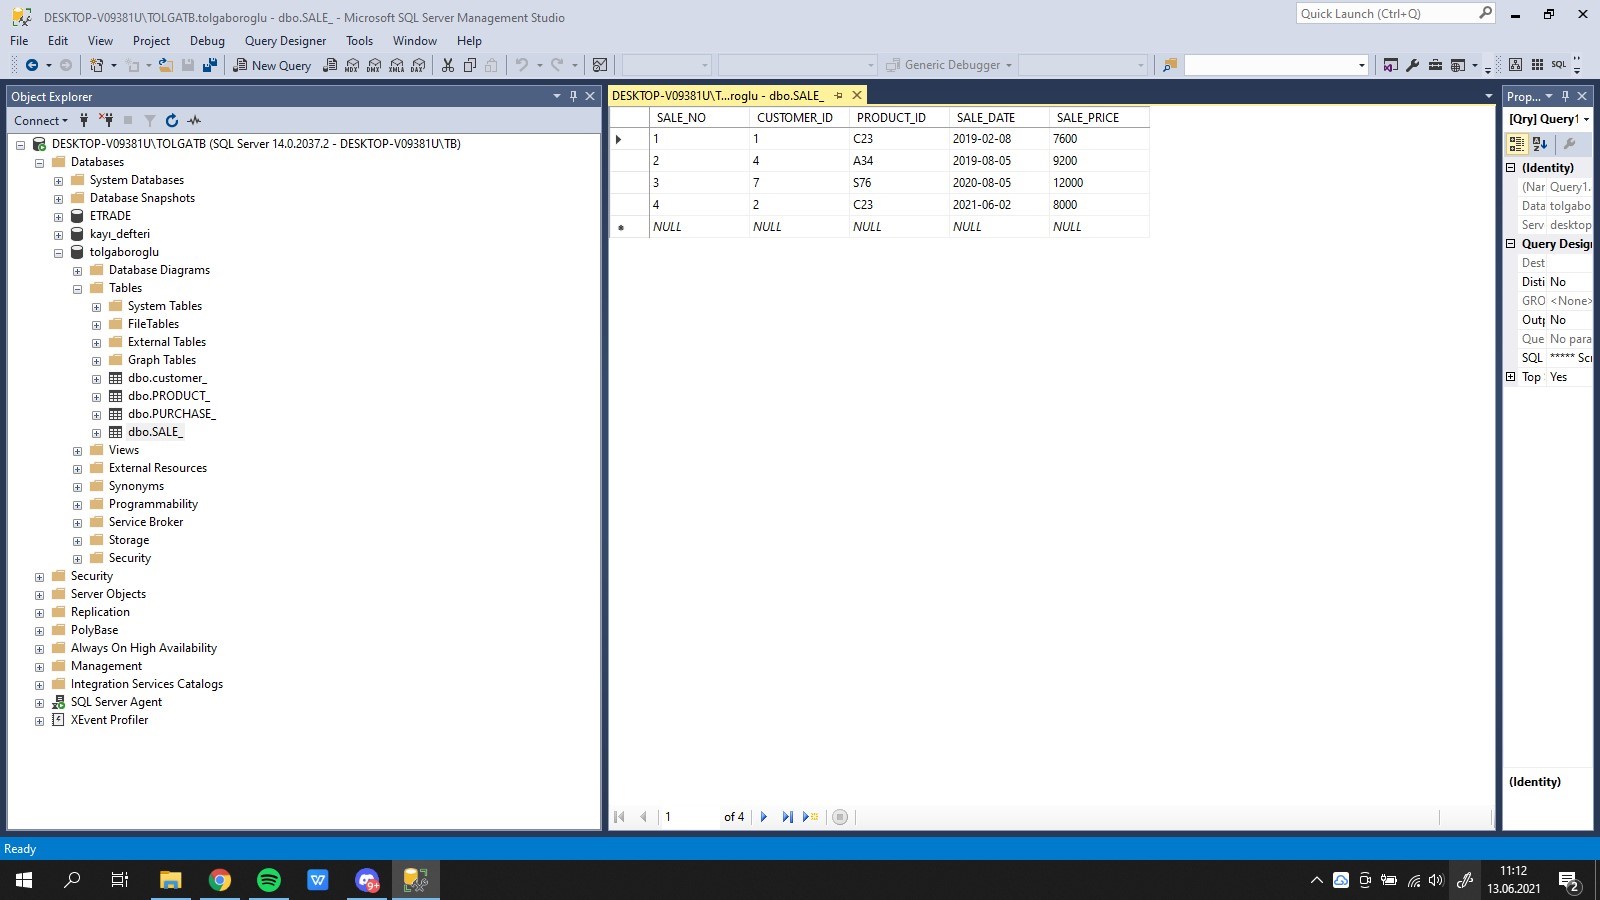 DESKTOP-V09381U\TOLGATB.tolgaboroglu - dbo.SALE_ - Microsoft SQL Server Management Studio
Quick Launch (Ctrl+Q)
File Edit View Project Debug Query Designer Tools Window Help
New Query MDX DMX XMLA DAX Generic Debugger SQL
Object Explorer
Connect
DESKTOP-V09381U\TOLGATB (SQL Server 14.0.2037.2 - DESKTOP-V09381U\TB)
Databases
System Databases
Database Snapshots
ETRADE
kayı_defteri
tolgaboroglu
Database Diagrams
Tables
System Tables
FileTables
External Tables
Graph Tables
dbo.customer_
dbo.PRODUCT_
dbo.PURCHASE_
dbo.SALE_
Views
External Resources
Synonyms
Programmability
Service Broker
Storage
Security
Security
Server Objects
Replication
PolyBase
Always On High Availability
Management
Integration Services Catalogs
SQL Server Agent
XEvent Profiler
DESKTOP-V09381U\T...roglu - dbo.SALE_
SALE_NO CUSTOMER_ID PRODUCT_ID SALE_DATE SALE_PRICE
1 1 C23 2019-02-08 7600
2 4 A34 2019-08-05 9200
3 7 S76 2020-08-05 12000
4 2 C23 2021-06-02 8000
NULL NULL NULL NULL NULL
1 of 4
Prop...
[Qry] Query1
(Identity)
(Nar Query1.
Data tolgabo
Serv desktop
Query Desig
Dest
Disti No
GRO <None>
Outp No
Que No para
SQL ***** Scr
Top Yes
(Identity)
Ready
9+
11:12
13.06.2021
2